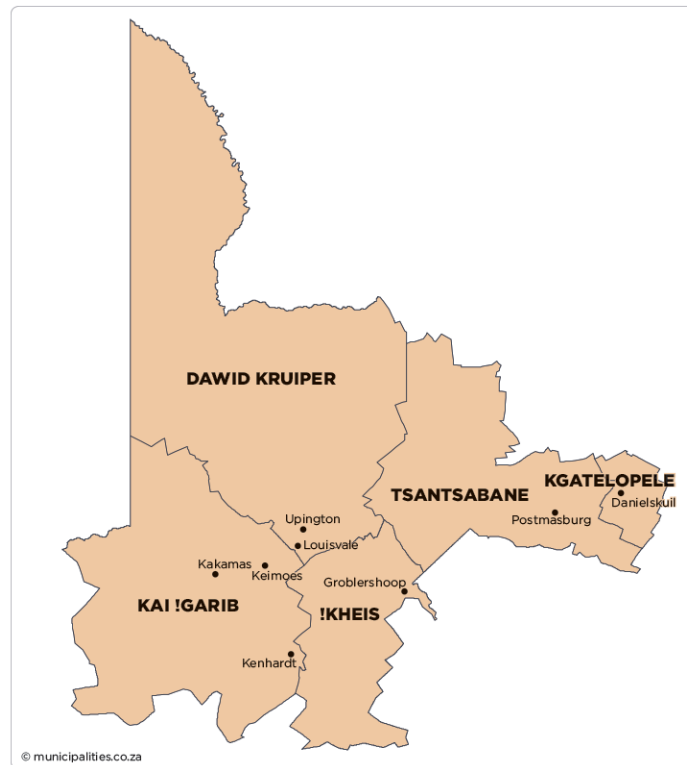 DAWID KRUIPER
KGATELOPELE
TSANTSABANE
Danielskuil
Postmasburg
Upington
Louisvale
Kakamas
Keimoes
Groblershoop
KAI !GARIB
!KHEIS
Kenhardt
© municipalities.co.za